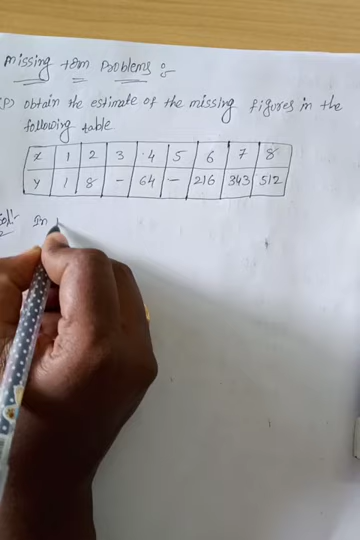 Missing term Problems :-
P) obtain the estimate of the missing figures in the
following table
x 1 2 3 4 5 6 7 8
y 1 8 - 64 - 216 343 512
Sol:- In